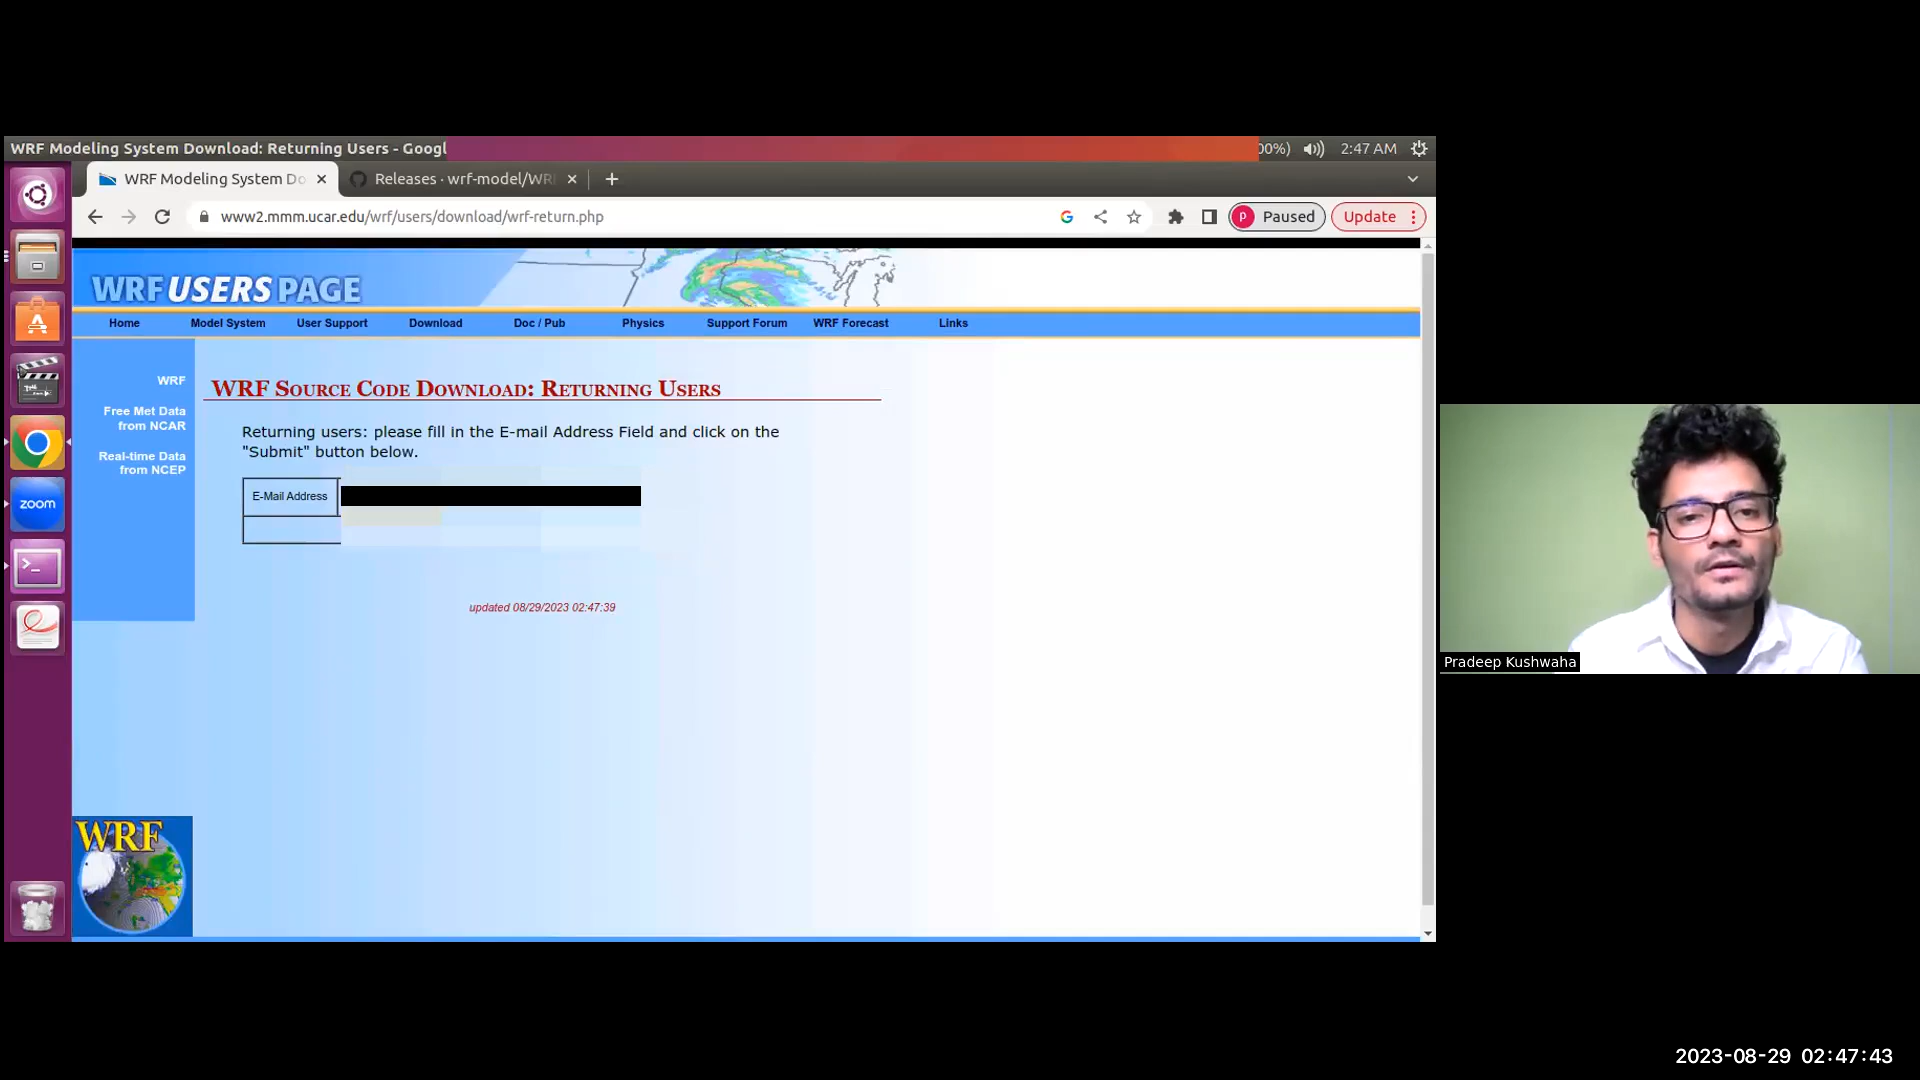 WRF Modeling System Download: Returning Users - Googl
00%) 2:47 AM
WRF Modeling System Do
Releases · wrf-model/WR
www2.mmm.ucar.edu/wrf/users/download/wrf-return.php
P Paused
Update
WRF USERS PAGE
Home Model System User Support Download Doc / Pub Physics Support Forum WRF Forecast Links
WRF
Free Met Data
from NCAR
Real-time Data
from NCEP
WRF Source Code Download: Returning Users
Returning users: please fill in the E-mail Address Field and click on the
"Submit" button below.
E-Mail Address
updated 08/29/2023 02:47:39
zoom
WRF
Pradeep Kushwaha
2023-08-29 02:47:43